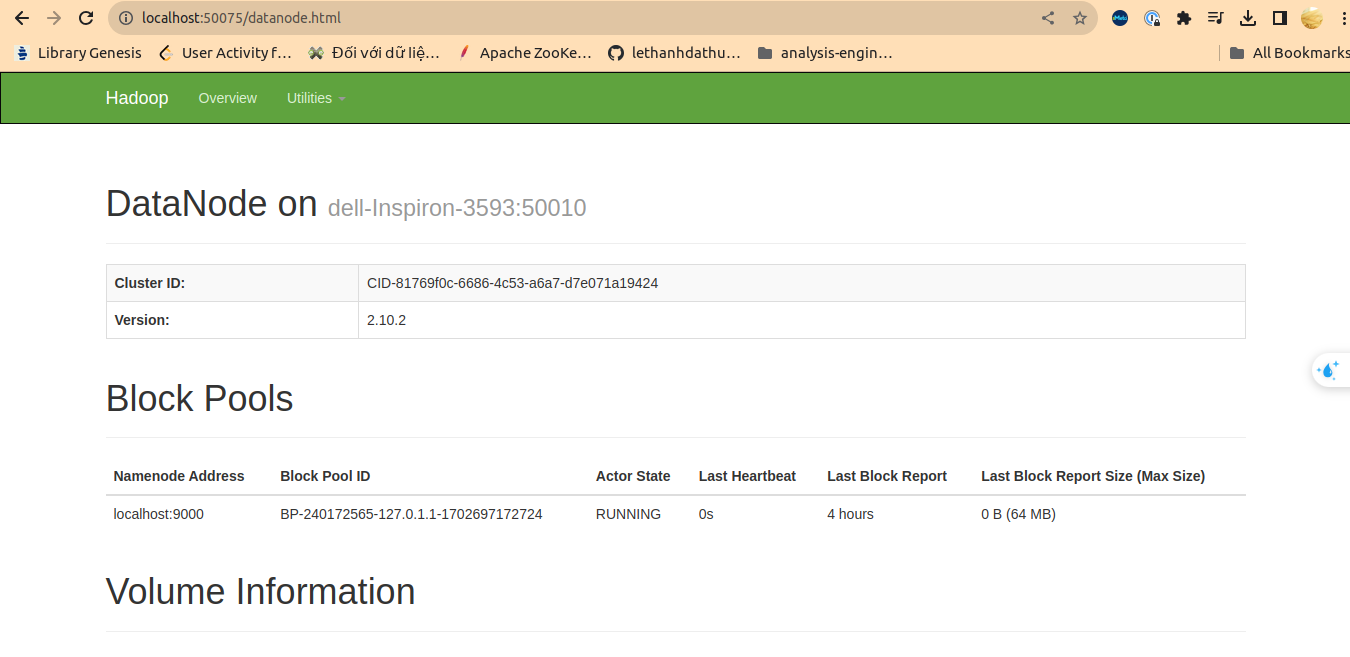 localhost:50075/datanode.html
Library Genesis User Activity f... Đối với dữ liệ... Apache ZooKe... lethanhdathu... analysis-engin... All Bookmarks
Hadoop Overview Utilities
DataNode on dell-Inspiron-3593:50010
Cluster ID: CID-81769f0c-6686-4c53-a6a7-d7e071a19424
Version: 2.10.2
Block Pools
Namenode Address Block Pool ID Actor State Last Heartbeat Last Block Report Last Block Report Size (Max Size)
localhost:9000 BP-240172565-127.0.1.1-1702697172724 RUNNING 0s 4 hours 0 B (64 MB)
Volume Information